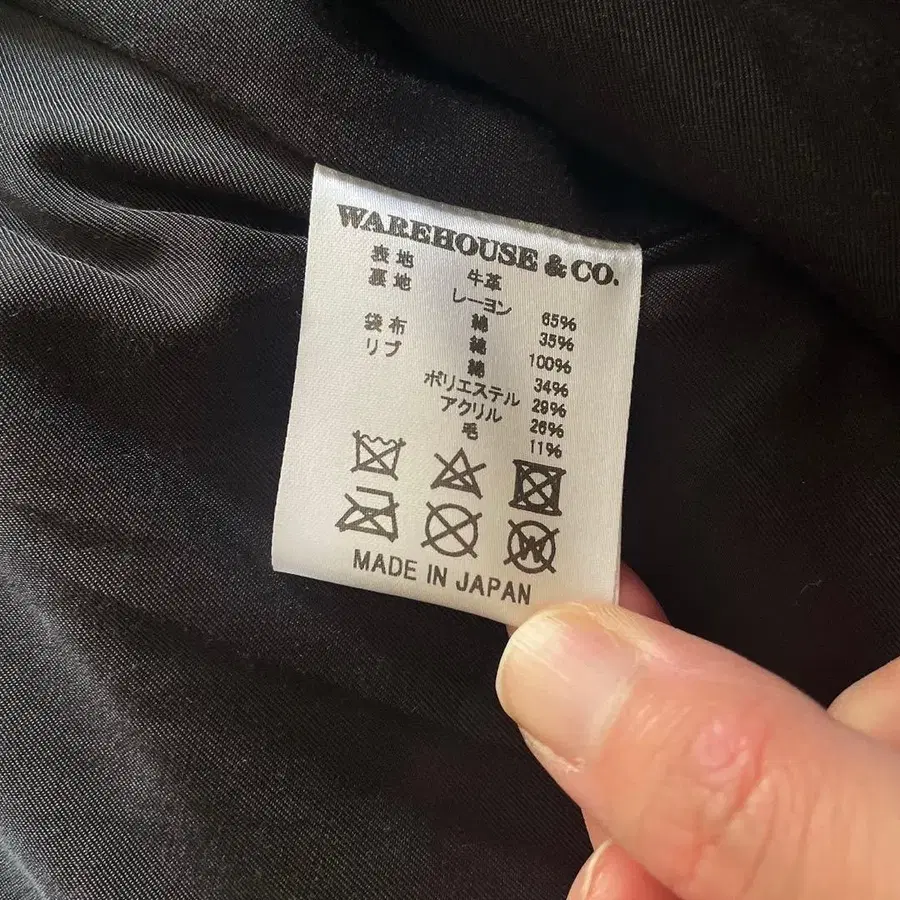 WAREHOUSE & CO.
表地 牛革
裏地 レーヨン 65%
綿 35%
袋布 綿 100%
リブ 綿 34%
ポリエステル 29%
アクリル 26%
毛 11%
W
MADE IN JAPAN